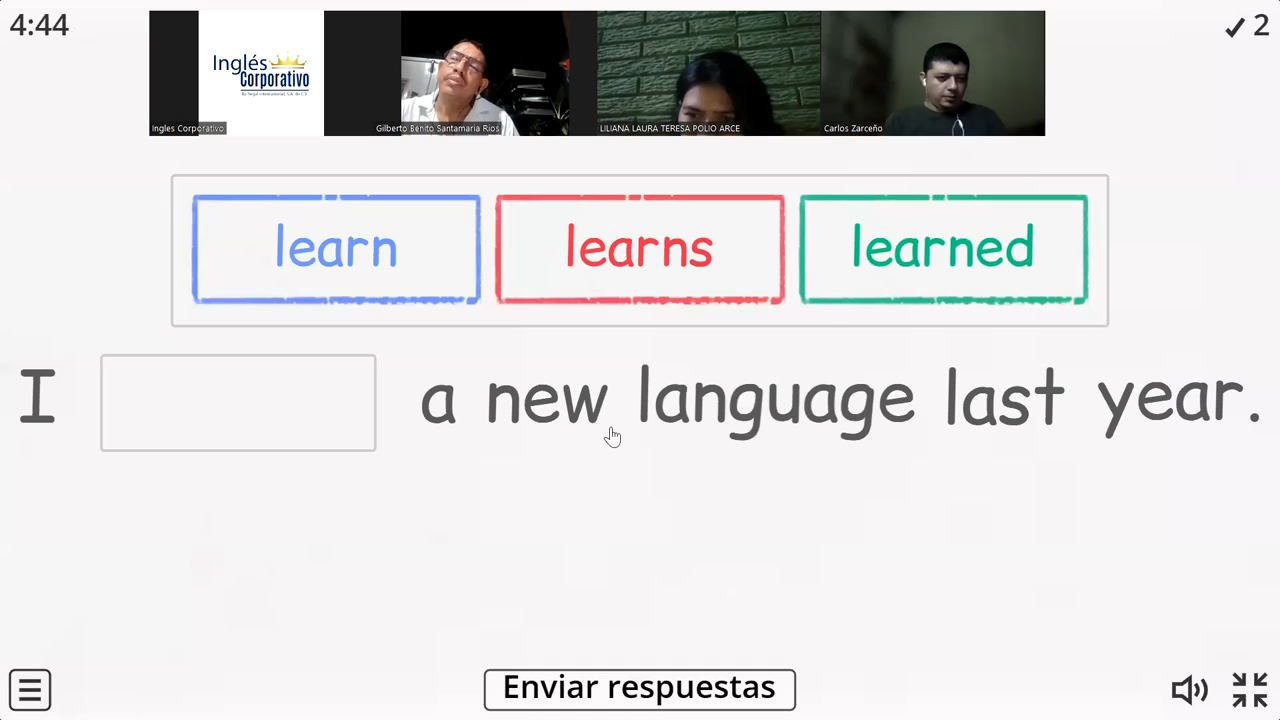 4:44
2
Inglés
Corporativo
Ingles Corporativo
Gilberto Benito Santamaria Rios
LILIANA LAURA TERESA POLIO ARCE
Carlos Zarceño
learn learns learned
I a new language last year.
Enviar respuestas